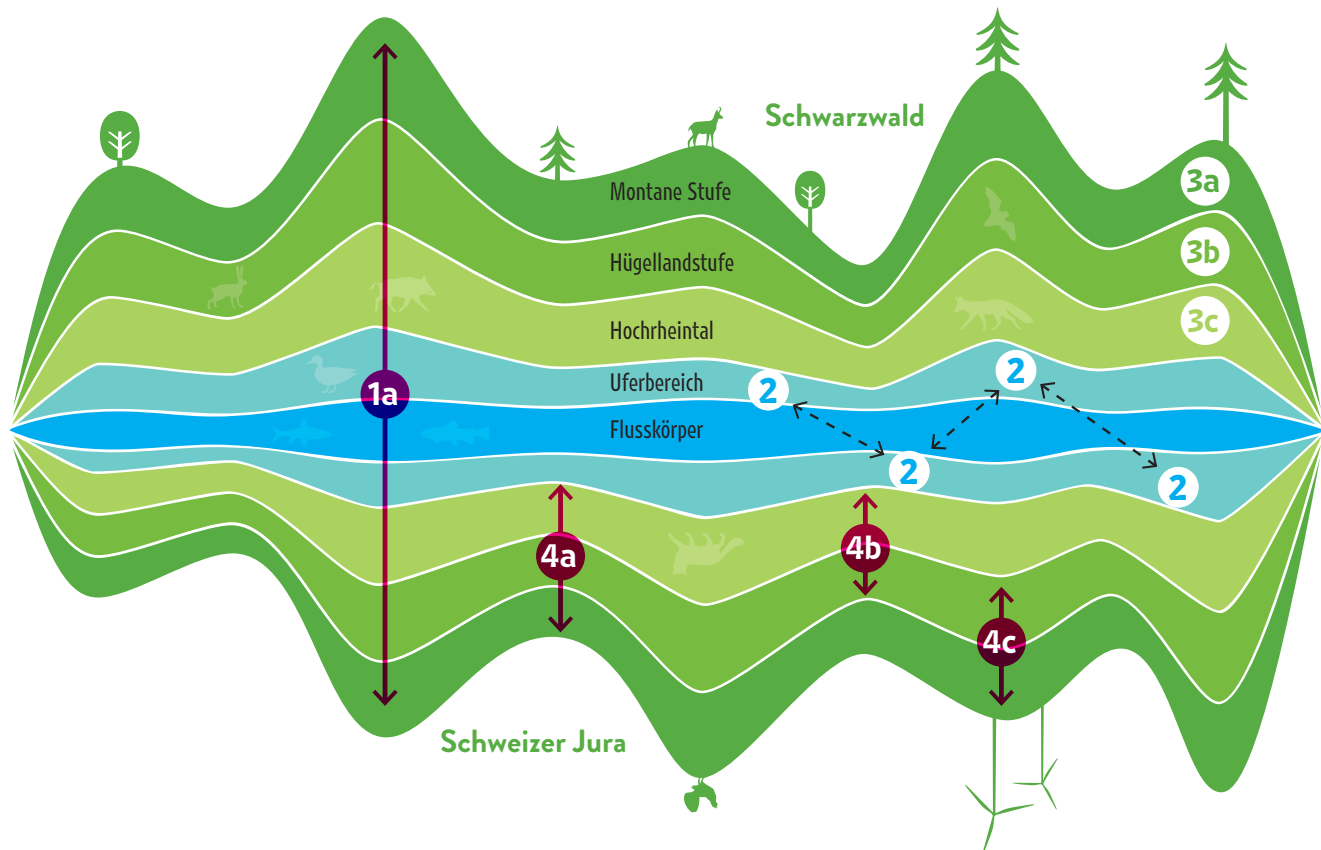 Schwarzwald
3a
Montane Stufe
3b
Hügellandstufe
3c
Hochrheintal
2
Uferbereich
2
1a
Flusskörper
2
2
4a
4b
4c
Schweizer Jura